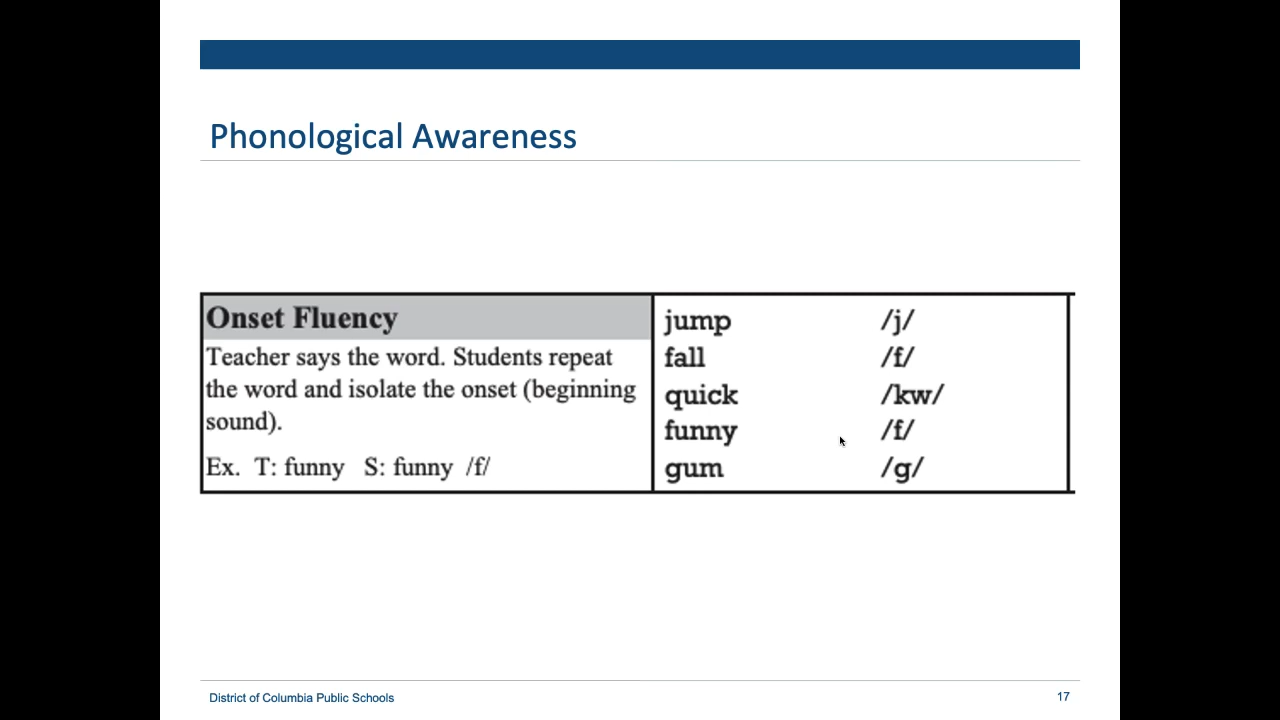 Phonological Awareness
Onset Fluency
Teacher says the word. Students repeat
the word and isolate the onset (beginning
sound).
Ex. T: funny S: funny /f/
jump /j/
fall /f/
quick /kw/
funny /f/
gum /g/
District of Columbia Public Schools
17